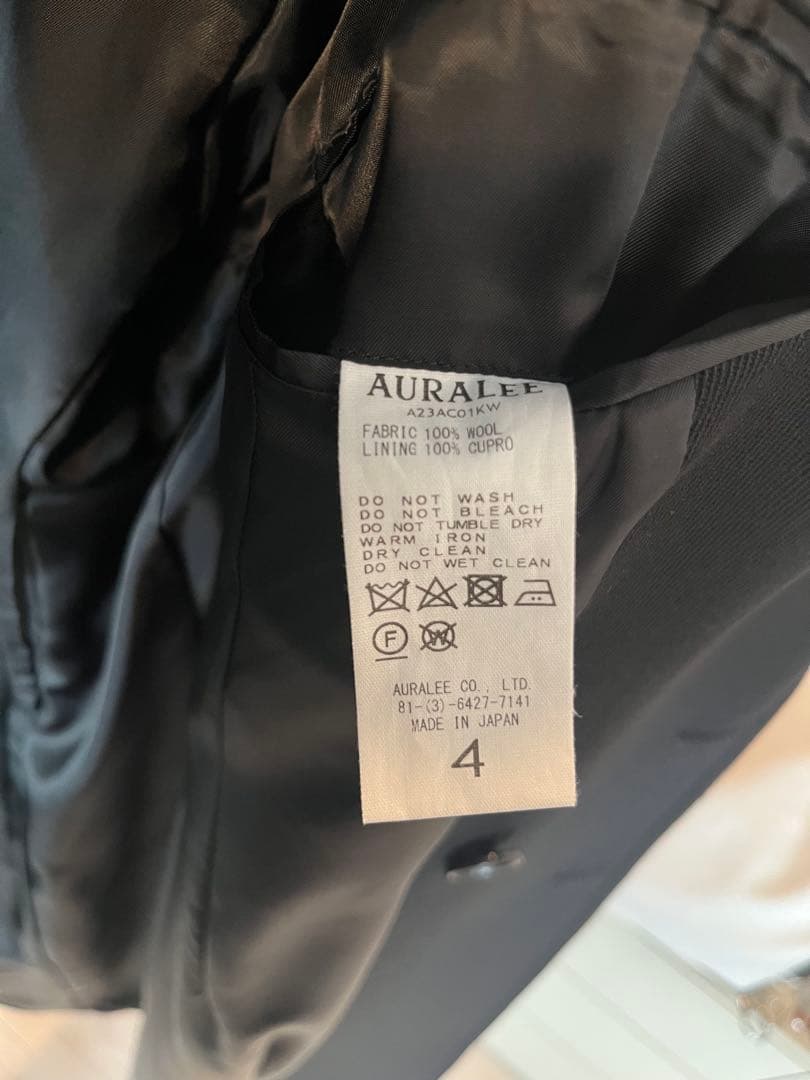 AURALEE
A23AC01KW
FABRIC 100% WOOL
LINING 100% CUPRO
DO NOT WASH
DO NOT BLEACH
DO NOT TUMBLE DRY
WARM IRON
DRY CLEAN
DO NOT WET CLEAN
F W
AURALEE CO., LTD.
81-(3)-6427-7141
MADE IN JAPAN
4